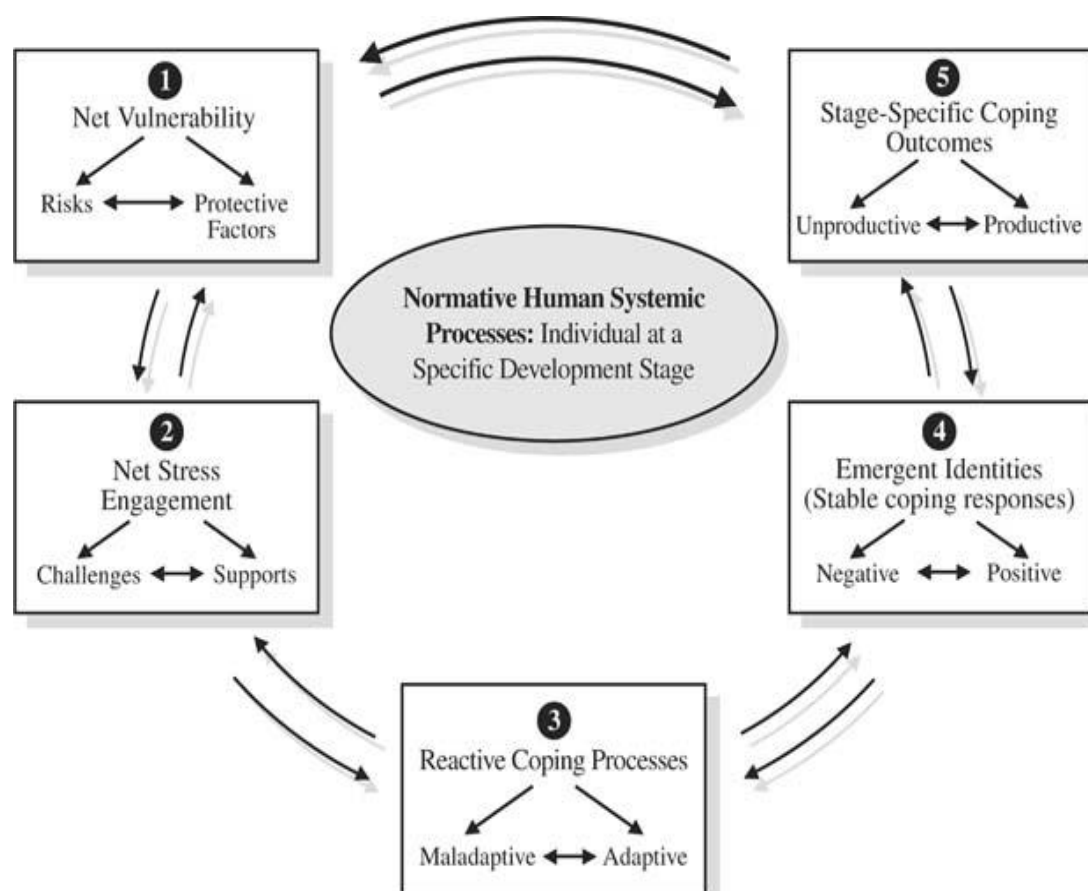 1
Net Vulnerability
Risks
Protective
Factors
5
Stage-Specific Coping
Outcomes
Unproductive
Productive
Normative Human Systemic
Processes: Individual at a
Specific Development Stage
2
Net Stress
Engagement
Challenges
Supports
4
Emergent Identities
(Stable coping responses)
Negative
Positive
3
Reactive Coping Processes
Maladaptive
Adaptive